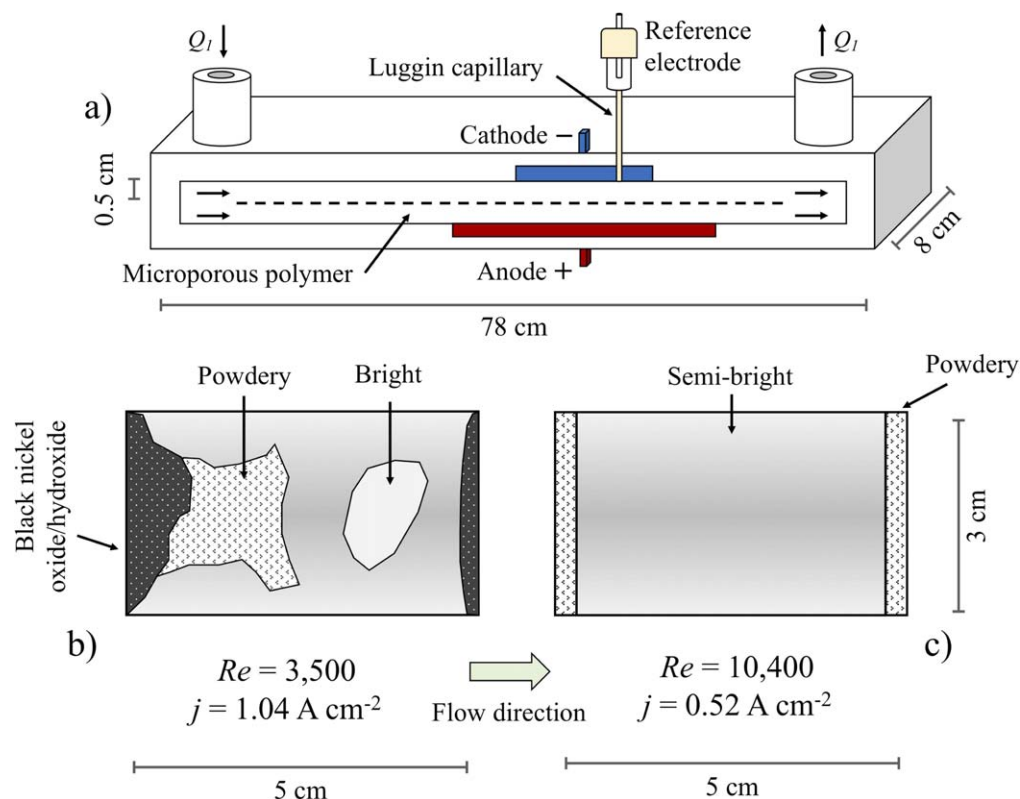 a)
Q₁
Luggin capillary
Reference
electrode
Q₁
Cathode −
0.5 cm
Microporous polymer
Anode +
8 cm
78 cm
Powdery
Bright
Semi-bright
Powdery
Black nickel
oxide/hydroxide
3 cm
b)
c)
Re = 3,500
j = 1.04 A cm⁻²
Flow direction
Re = 10,400
j = 0.52 A cm⁻²
5 cm
5 cm